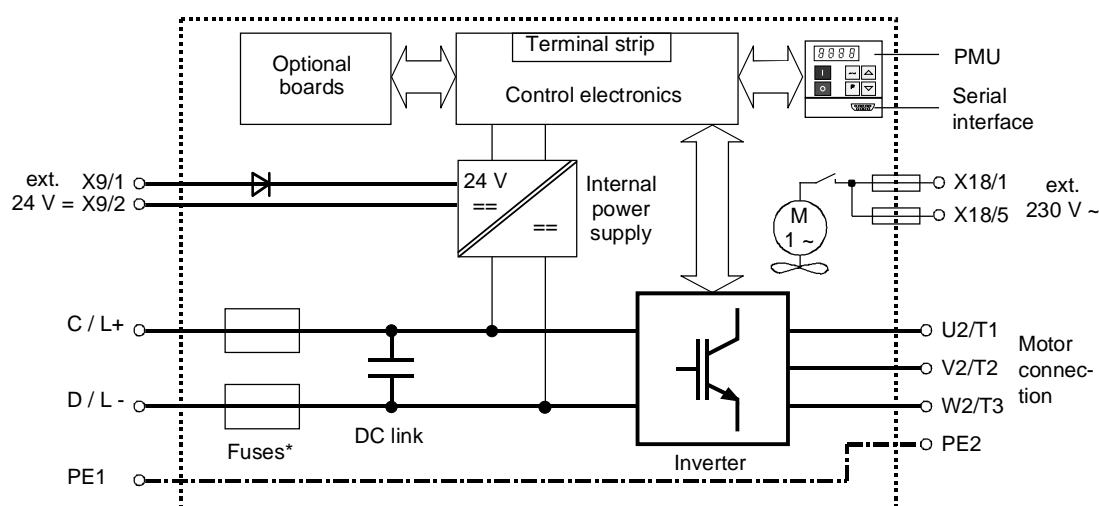 Optional
boards
Terminal strip
Control electronics
8888
I
O
P
PMU
Serial
interface
ext.
24 V =
X9/1
X9/2
24 V
==
==
Internal
power
supply
M
1 ~
X18/1
X18/5
ext.
230 V ~
C / L+
D / L -
Fuses*
DC link
Inverter
U2/T1
V2/T2
W2/T3
Motor
connec-
tion
PE1
PE2